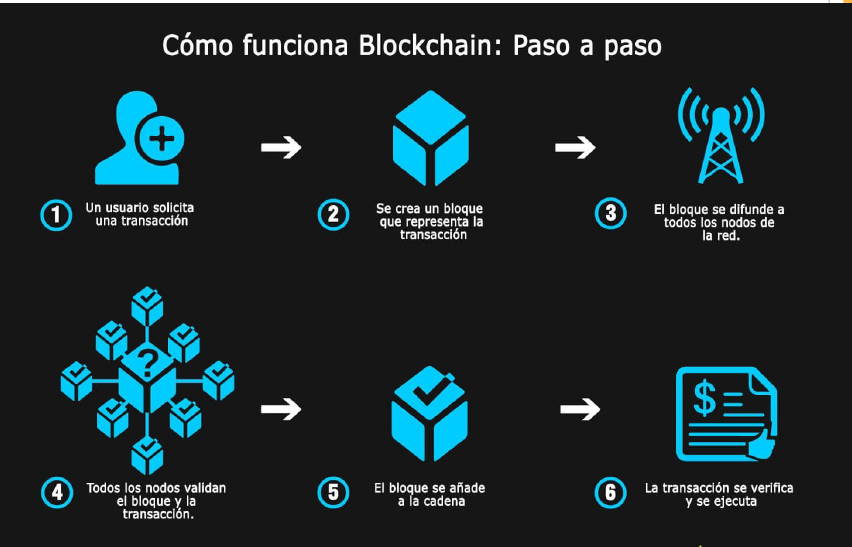 Cómo funciona Blockchain: Paso a paso
1
Un usuario solicita
una transacción
2
Se crea un bloque
que representa la
transacción
3
El bloque se difunde a
todos los nodos de
la red.
?
4
Todos los nodos validan
el bloque y la
transacción.
5
El bloque se añade
a la cadena
$
6
La transacción se verifica
y se ejecuta